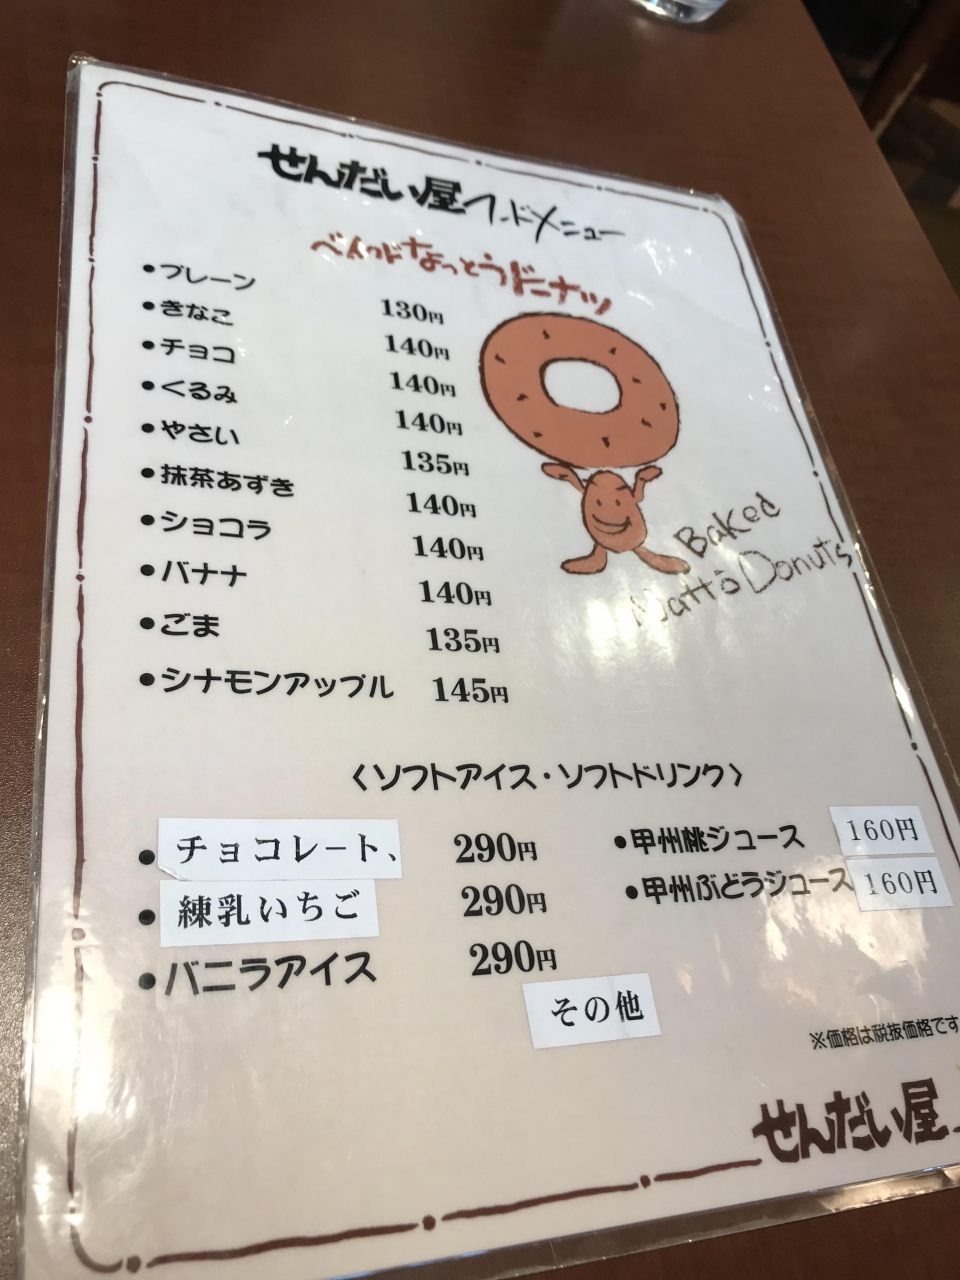 せんだい屋フードメニュー
べイクドなっとうドーナツ
•プレーン 130円
•きなこ 140円
•チョコ 140円
•くるみ 140円
•やさい 135円
•抹茶あずき 140円
•ショコラ 140円
•バナナ 140円
•ごま 135円
•シナモンアップル 145円
Baked
Nattō Donuts
〈ソフトアイス・ソフトドリンク〉
•チョコレート、 290円 •甲州桃ジュース 160円
•練乳いちご 290円 •甲州ぶどうジュース 160円
•バニラアイス 290円
その他
※価格は税抜価格です
せんだい屋